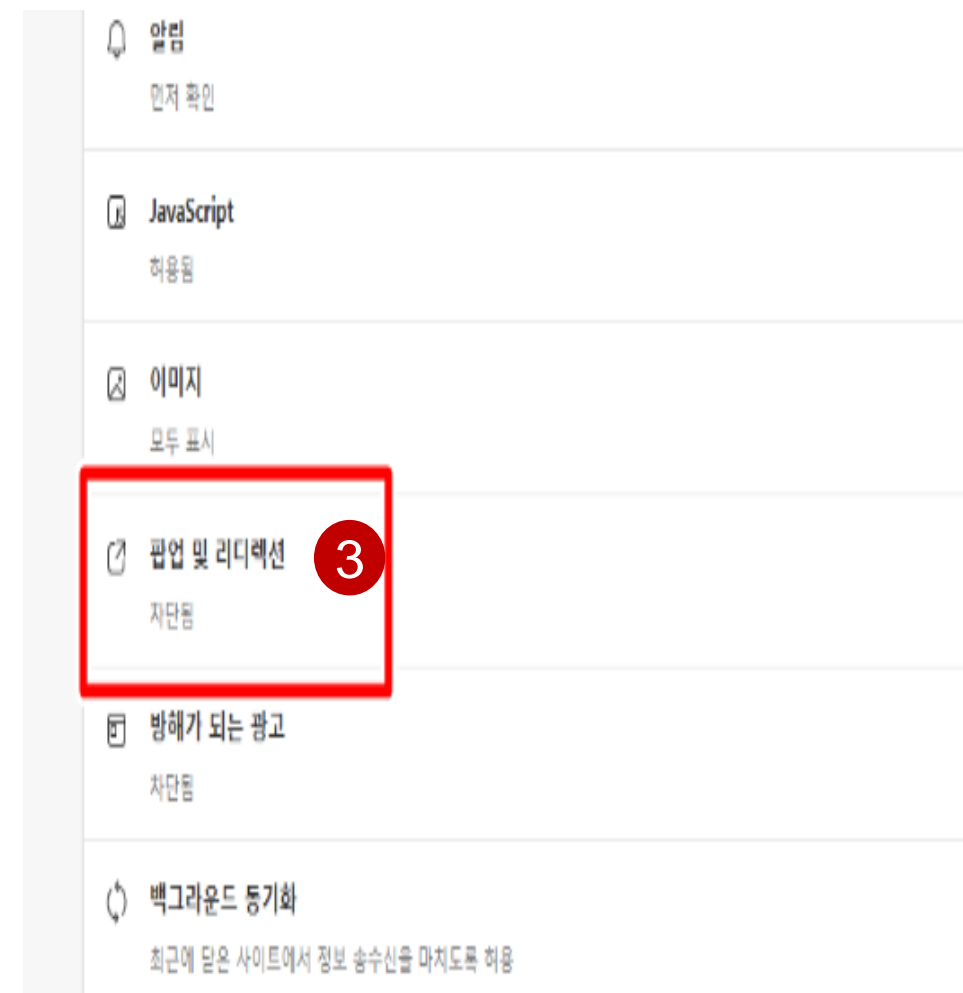 알림
먼저 확인
JavaScript
허용됨
이미지
모두 표시
팝업 및 리디렉션
3
차단됨
방해가 되는 광고
차단됨
백그라운드 동기화
최근에 닫은 사이트에서 정보 송수신을 마치도록 허용